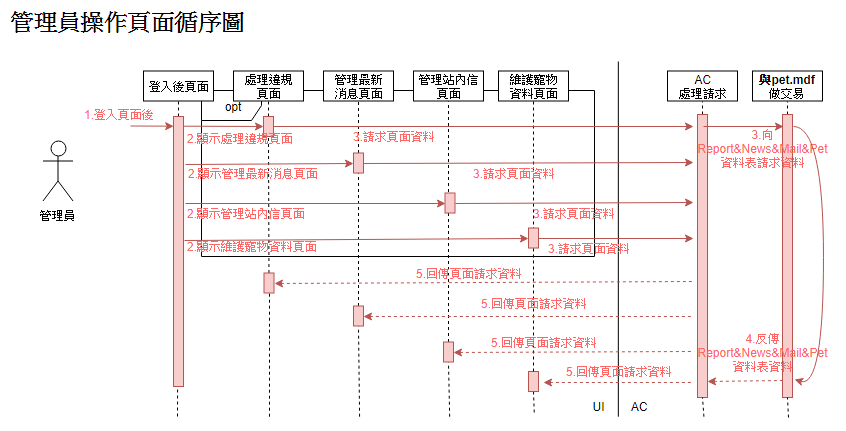 管理員操作頁面循序圖
登入後頁面
處理違規
頁面
管理最新
消息頁面
管理站內信
頁面
維護寵物
資料頁面
AC
處理請求
與pet.mdf
做交易
opt
1.登入頁面後
2.顯示處理違規頁面
3.請求頁面資料
3.向
Report&News&Mail&Pet
資料表請求資料
2.顯示管理最新消息頁面
3.請求頁面資料
管理員
2.顯示管理站內信頁面
3.請求頁面資料
2.顯示維護寵物資料頁面
3.請求頁面資料
5.回傳頁面請求資料
5.回傳頁面請求資料
5.回傳頁面請求資料
4.反傳
Report&News&Mail&Pet
資料表資料
5.回傳頁面請求資料
UI
AC